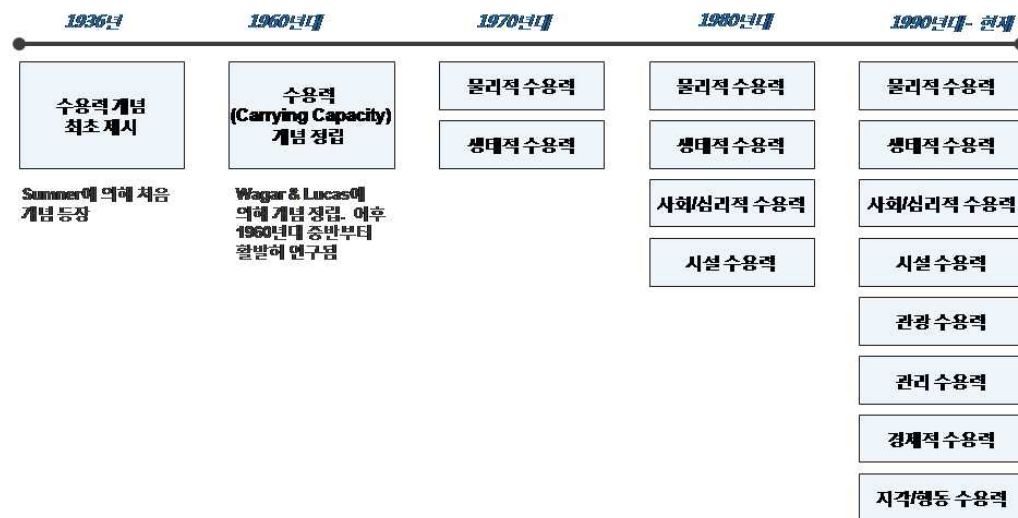 1936년
1960년대
1970년대
1980년대
1990년대- 현재
수용력 개념
최초 제시
Sumner에 의해 처음
개념 등장
수용력
(Carrying Capacity)
개념 정립
Wagar & Lucas에
의해 개념 정립. 이후
1960년대 중반부터
활발히 연구됨
물리적 수용력
생태적 수용력
물리적 수용력
생태적 수용력
사회/심리적 수용력
시설 수용력
물리적 수용력
생태적 수용력
사회/심리적 수용력
시설 수용력
관광 수용력
관리 수용력
경제적 수용력
지각/행동 수용력